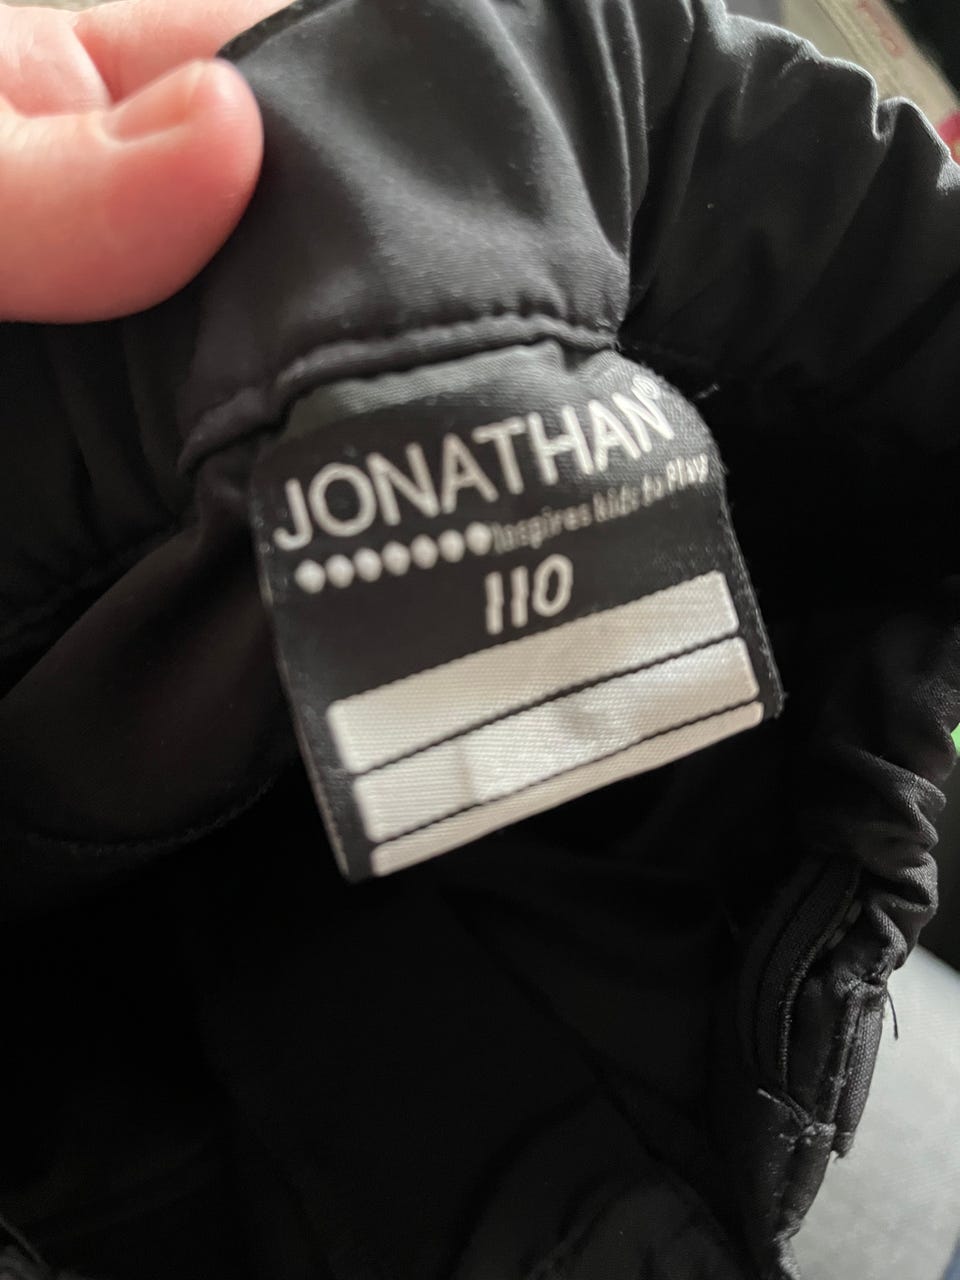 JONATHAN®
Inspires kids to Play
110